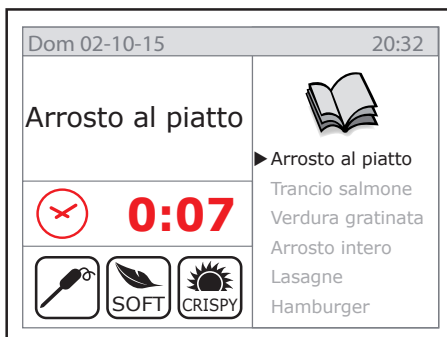 Dom 02-10-15 20:32
Arrosto al piatto
0:07
SOFT CRISPY
Arrosto al piatto
Trancio salmone
Verdura gratinata
Arrosto intero
Lasagne
Hamburger